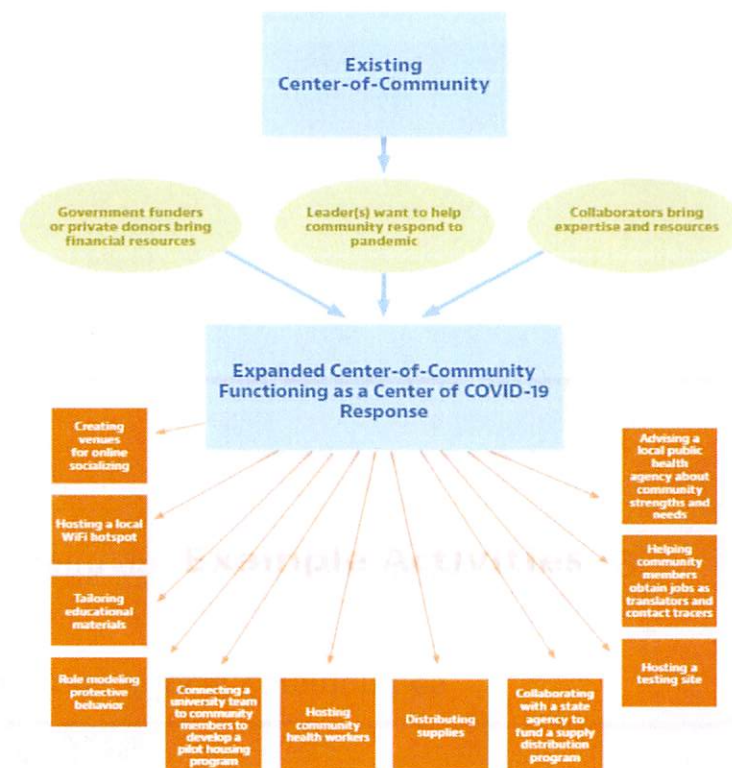 Existing
Center-of-Community
Government funders
or private donors bring
financial resources
Leader(s) want to help
community respond to
pandemic
Collaborators bring
expertise and resources
Expanded Center-of-Community
Functioning as a Center of COVID-19
Response
Creating
venues
for online
socializing
Hosting a local
WiFi hotspot
Tailoring
educational
materials
Role modeling
protective
behavior
Connecting a
university team
to community
members to
develop a
pilot housing
program
Hosting
community
health workers
Distributing
supplies
Collaborating
with a state
agency to
fund a supply
distribution
program
Advising a
local public
health
agency about
community
strengths and
needs
Helping
community
members
obtain jobs as
translators and
contact tracers
Hosting a
testing site
Example Activities